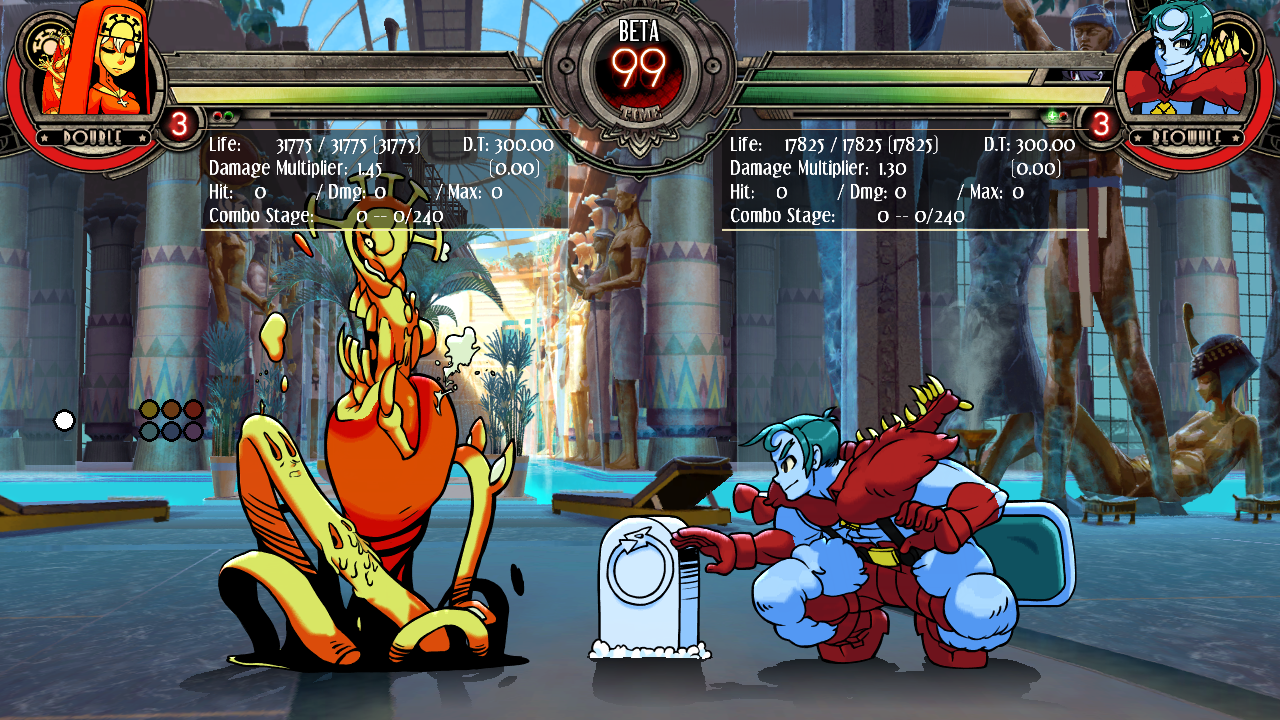 BETA
99
TIME
DOUBLE
3
3
BEOWULF
Life: 31775 / 31775 (31775) D.T: 300.00
Damage Multiplier: 1.45 (0.00)
Hit: 0 / Dmg: 0 / Max: 0
Combo Stage: 0 -- 0/240
Life: 17825 / 17825 (17825) D.T: 300.00
Damage Multiplier: 1.30 (0.00)
Hit: 0 / Dmg: 0 / Max: 0
Combo Stage: 0 -- 0/240